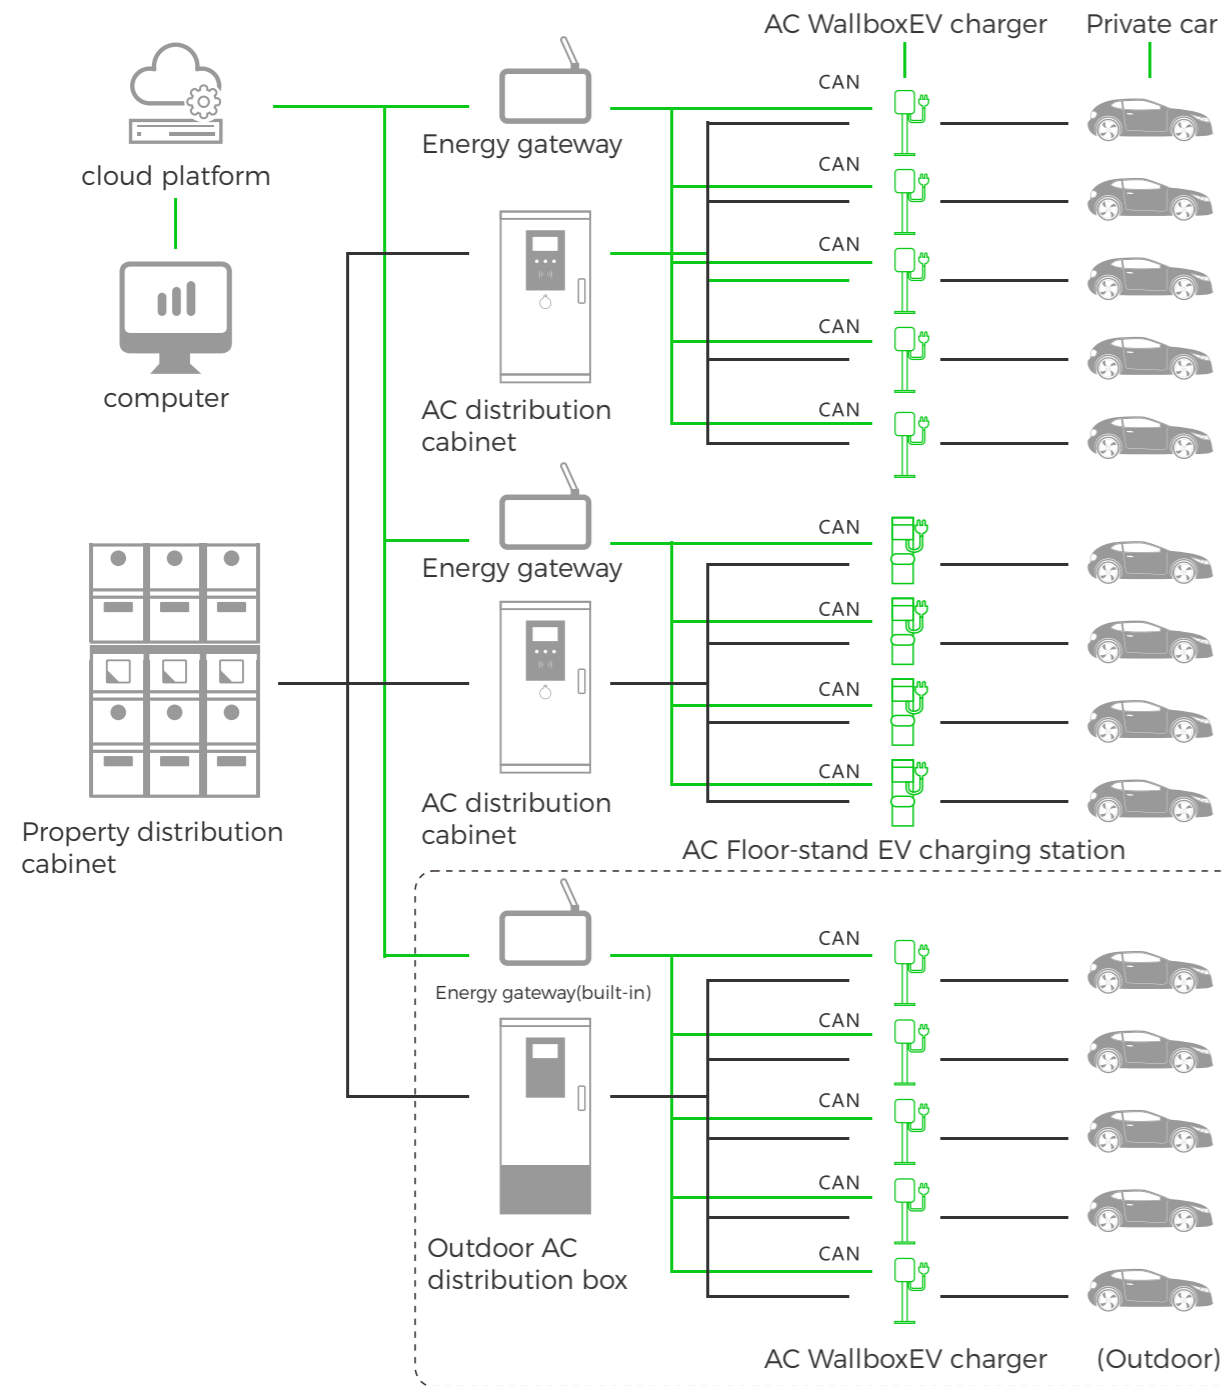 AC WallboxEV charger
Private car
CAN
Energy gateway
cloud platform
CAN
CAN
CAN
computer
AC distribution
cabinet
CAN
CAN
Energy gateway
CAN
CAN
CAN
AC distribution
cabinet
Property distribution
cabinet
AC Floor-stand EV charging station
CAN
Energy gateway(built-in)
CAN
CAN
CAN
Outdoor AC
distribution box
CAN
AC WallboxEV charger
(Outdoor)